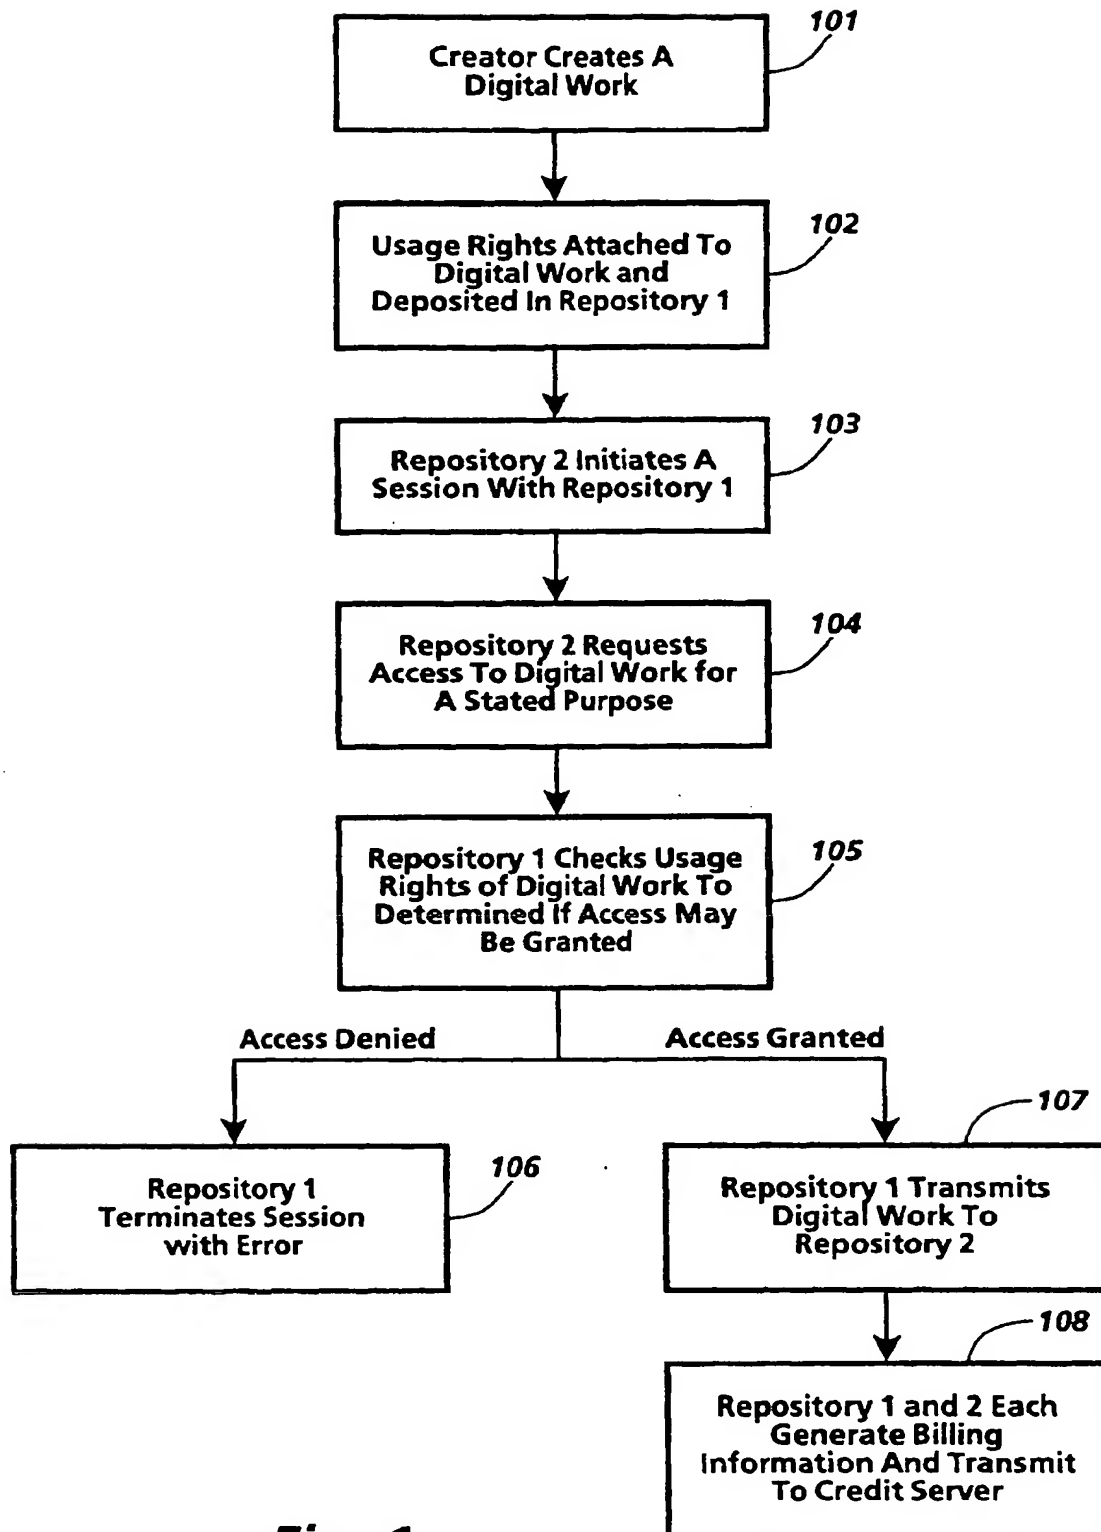 101
Creator Creates A
Digital Work
102
Usage Rights Attached To
Digital Work and
Deposited In Repository 1
103
Repository 2 Initiates A
Session With Repository 1
104
Repository 2 Requests
Access To Digital Work for
A Stated Purpose
105
Repository 1 Checks Usage
Rights of Digital Work To
Determined If Access May
Be Granted
Access Denied
Access Granted
106
Repository 1
Terminates Session
with Error
107
Repository 1 Transmits
Digital Work To
Repository 2
108
Repository 1 and 2 Each
Generate Billing
Information And Transmit
To Credit Server